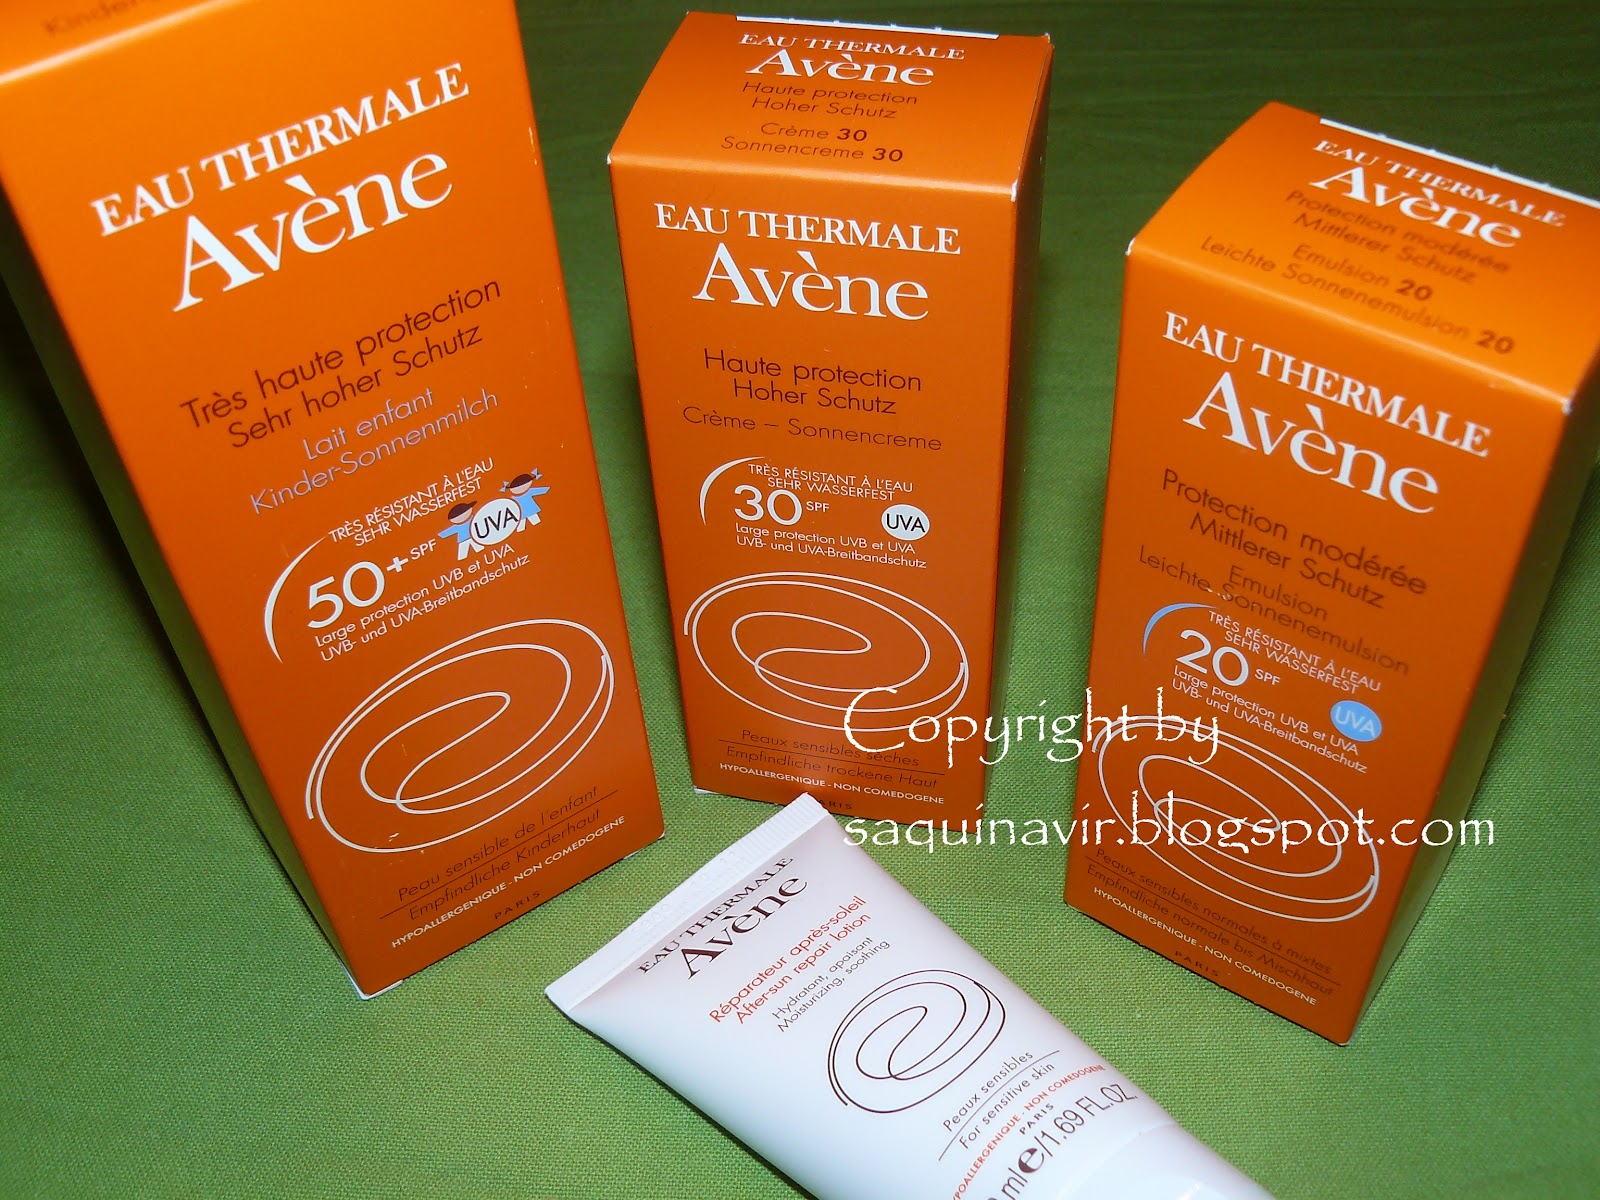 EAU THERMALE
Avène
Très haute protection
Sehr hoher Schutz
Lait enfant
Kinder-Sonnenmilch
TRÈS RÉSISTANT À L'EAU
SEHR WASSERFEST
50+ SPF
UVA
Large protection UVB et UVA
UVB- und UVA-Breitbandschutz
Peau sensible de l'enfant
Empfindliche Kinderhaut
HYPOALLERGENIQUE - NON COMEDOGENE
PARIS
EAU THERMALE
Avène
Haute protection
Hoher Schutz
Crème 30
Sonnencreme 30
EAU THERMALE
Avène
Haute protection
Hoher Schutz
Crème – Sonnencreme
TRÈS RÉSISTANT À L'EAU
SEHR WASSERFEST
30 SPF
UVA
Large protection UVB et UVA
UVB- und UVA-Breitbandschutz
Peaux sensibles sèches
Empfindliche trockene Haut
HYPOALLERGENIQUE - NON COMEDOGENE
PARIS
EAU THERMALE
Avène
Protection modérée
Mittlerer Schutz
Emulsion 20
Leichte Sonnenemulsion 20
EAU THERMALE
Avène
Protection modérée
Mittlerer Schutz
Emulsion
Leichte Sonnenemulsion
TRÈS RÉSISTANT À L'EAU
SEHR WASSERFEST
20 SPF
UVA
Large protection UVB et UVA
UVB- und UVA-Breitbandschutz
Peaux sensibles normales à mixtes
Empfindliche normale bis Mischhaut
HYPOALLERGENIQUE - NON COMEDOGENE
PARIS
Copyright by
saquinavir.blogspot.com
EAU THERMALE
Avène
Réparateur après-soleil
After-sun repair lotion
Hydratant, apaisant
Moisturizing, soothing
Peaux sensibles
For sensitive skin
HYPOALLERGENIQUE - NON COMEDOGENE
PARIS
ml e/1.69 FL.OZ.